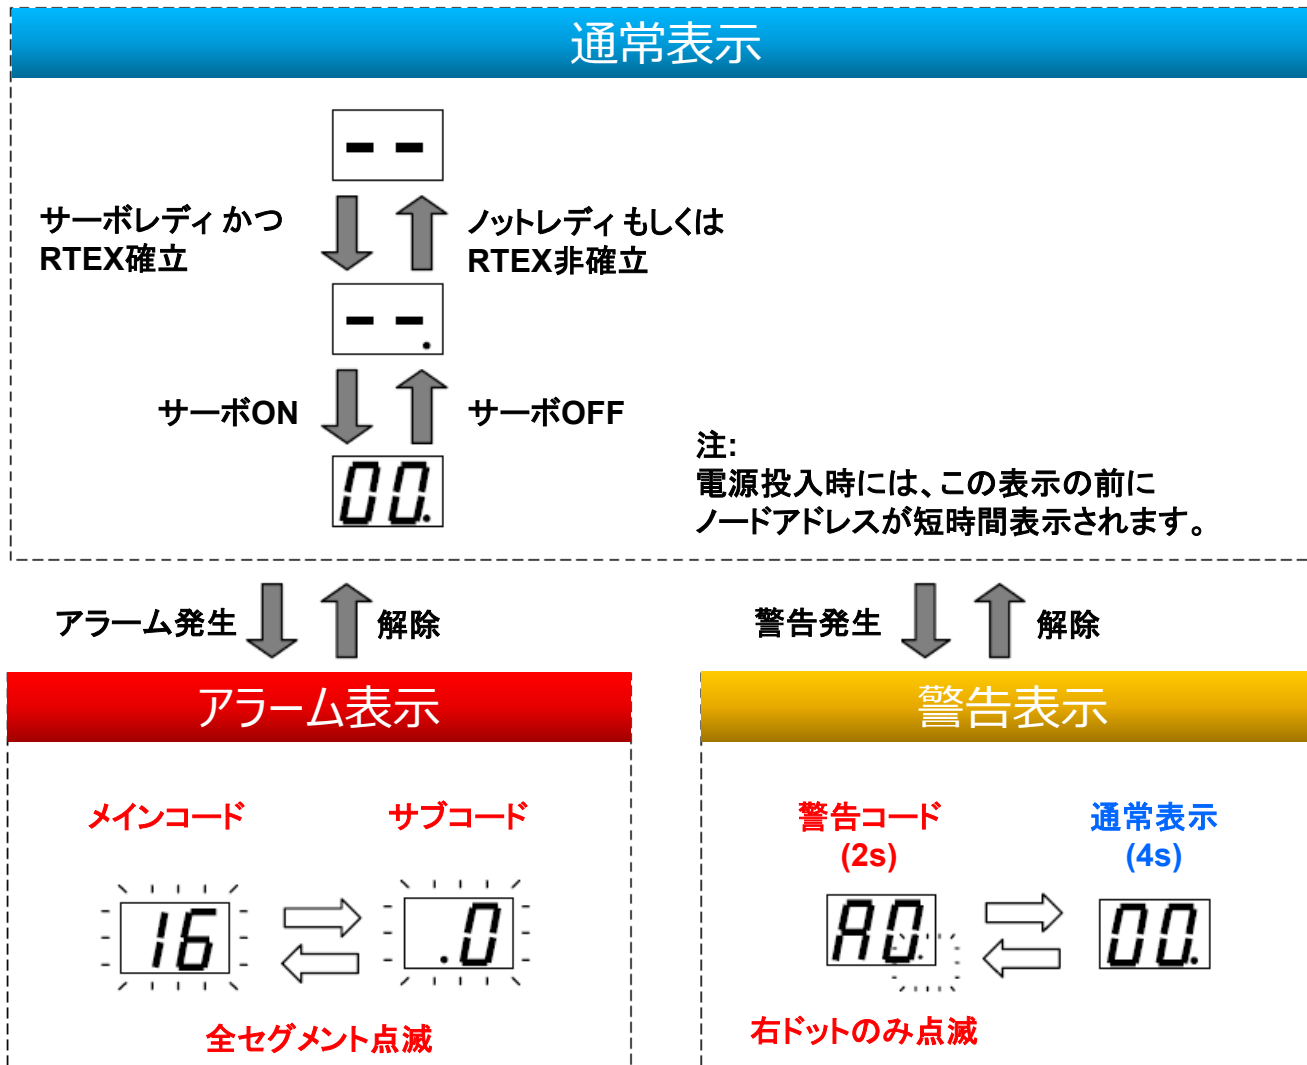 通常表示
--
サーボレディ かつ
RTEX確立
ノットレディ もしくは
RTEX非確立
--.
サーボON
サーボOFF
00.
注:
電源投入時には、この表示の前に
ノードアドレスが短時間表示されます。
アラーム発生
解除
警告発生
解除
アラーム表示
警告表示
メインコード
サブコード
警告コード
(2s)
通常表示
(4s)
16
.0
A0.
00.
全セグメント点滅
右ドットのみ点滅